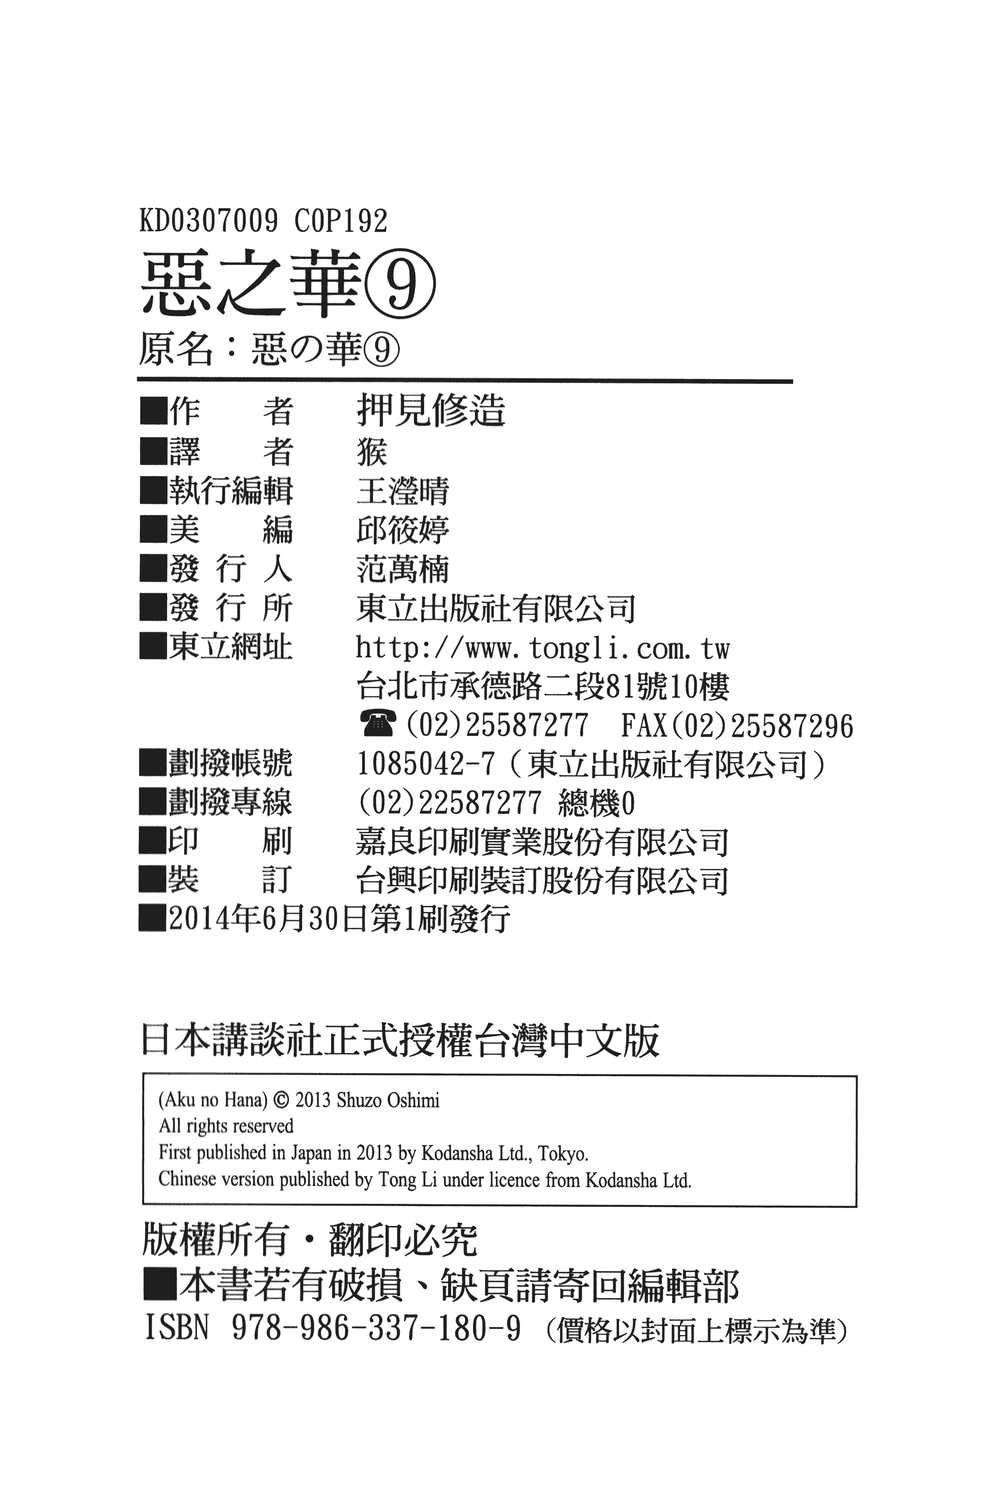 KD0307009 COP192
惡之華⑨
原名：惡の華⑨
■作者 押見修造
■譯者 猴
■執行編輯 王瀅晴
■美編 邱筱婷
■發行人 范萬楠
■發行所 東立出版社有限公司
■東立網址 http://www.tongli.com.tw
台北市承德路二段81號10樓
☎(02)25587277 FAX(02)25587296
■劃撥帳號 1085042-7（東立出版社有限公司）
■劃撥專線 (02)22587277 總機0
■印刷 嘉良印刷實業股份有限公司
■裝訂 台興印刷裝訂股份有限公司
■2014年6月30日第1刷發行
日本講談社正式授權台灣中文版
(Aku no Hana) © 2013 Shuzo Oshimi
All rights reserved
First published in Japan in 2013 by Kodansha Ltd., Tokyo.
Chinese version published by Tong Li under licence from Kodansha Ltd.
版權所有・翻印必究
■本書若有破損、缺頁請寄回編輯部
ISBN 978-986-337-180-9（價格以封面上標示為準）